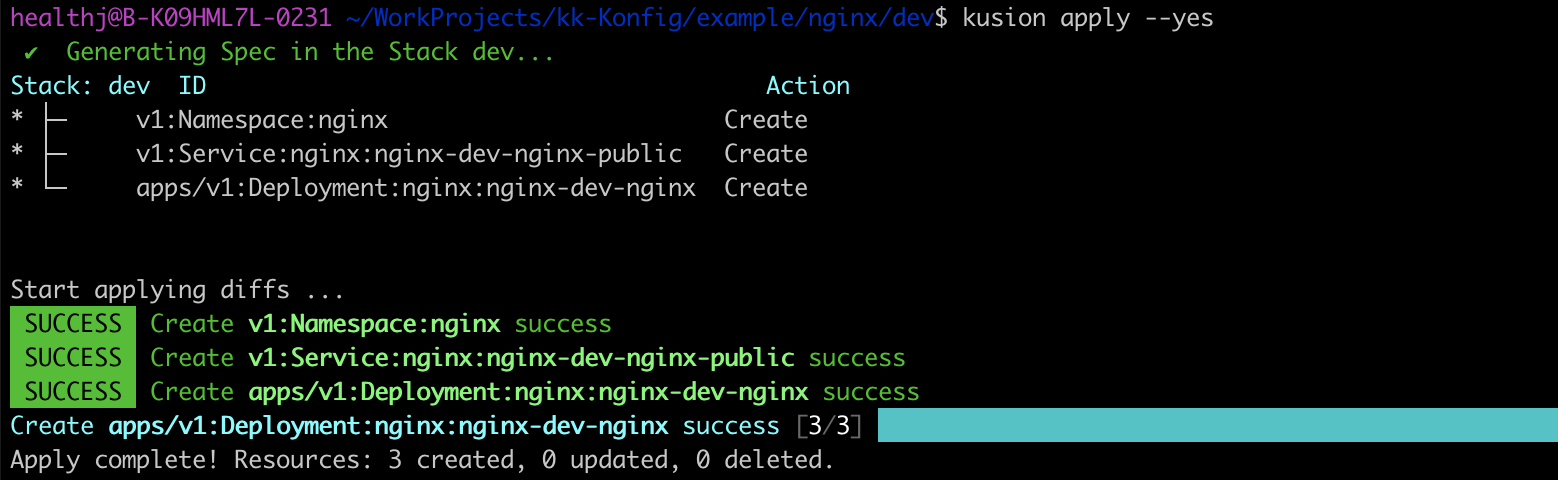 healthj@B-K09HML7L-0231 ~/WorkProjects/kk-Konfig/example/nginx/dev$ kusion apply --yes
✔ Generating Spec in the Stack dev...
Stack: dev ID Action
* ├─ v1:Namespace:nginx Create
* ├─ v1:Service:nginx:nginx-dev-nginx-public Create
* └─ apps/v1:Deployment:nginx:nginx-dev-nginx Create
Start applying diffs ...
SUCCESS Create v1:Namespace:nginx success
SUCCESS Create v1:Service:nginx:nginx-dev-nginx-public success
SUCCESS Create apps/v1:Deployment:nginx:nginx-dev-nginx success
Create apps/v1:Deployment:nginx:nginx-dev-nginx success [3/3]
Apply complete! Resources: 3 created, 0 updated, 0 deleted.